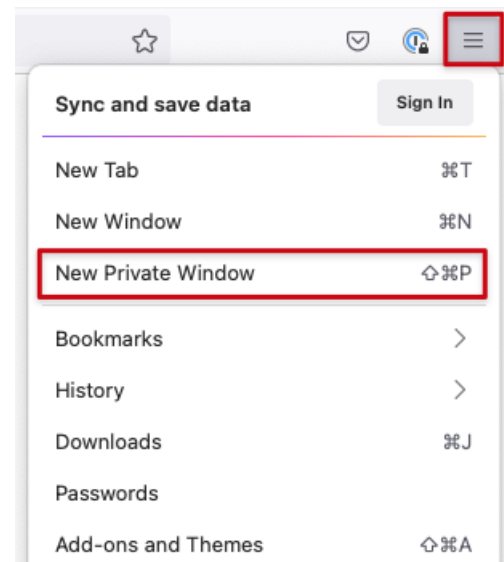 Sync and save data Sign In
New Tab ⌘T
New Window ⌘N
New Private Window ⇧⌘P
Bookmarks
History
Downloads ⌘J
Passwords
Add-ons and Themes ⇧⌘A